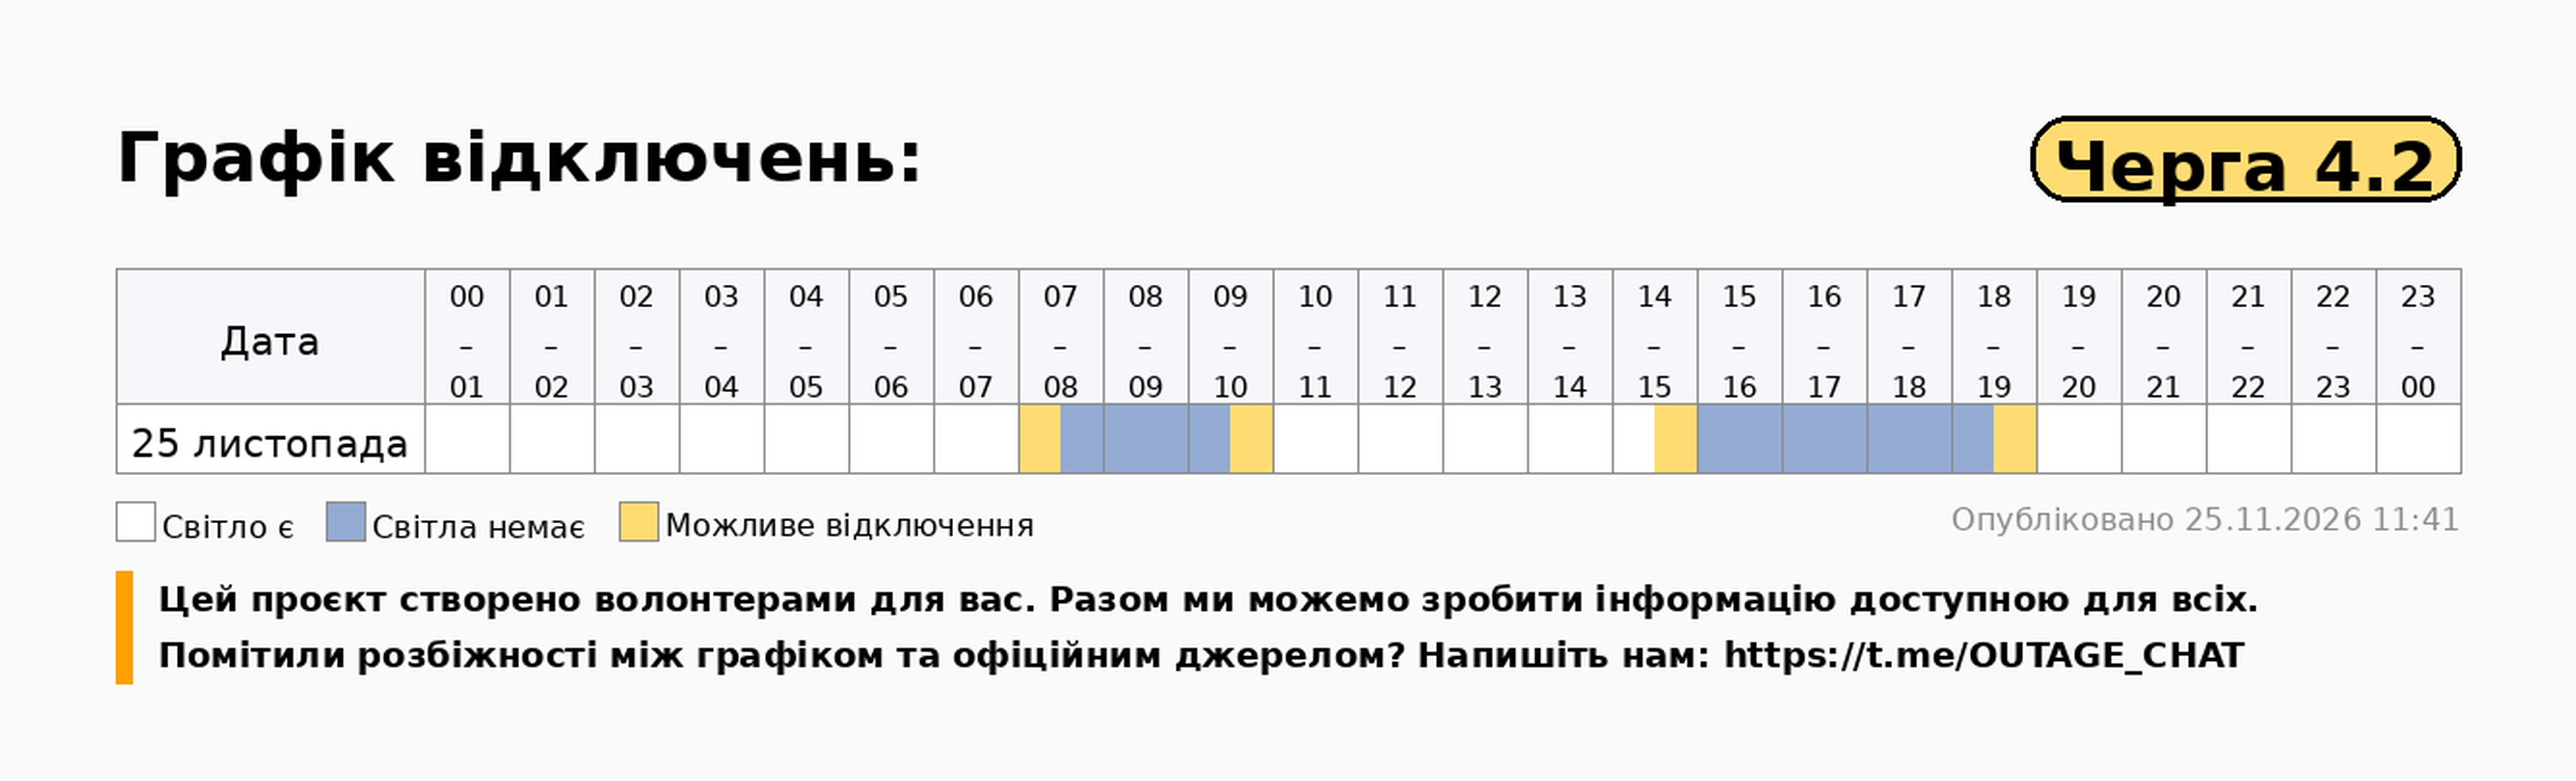 Графік відключень:
Черга 4.2
Дата 00 – 01 01 – 02 02 – 03 03 – 04 04 – 05 05 – 06 06 – 07 07 – 08 08 – 09 09 – 10 10 – 11 11 – 12 12 – 13 13 – 14 14 – 15 15 – 16 16 – 17 17 – 18 18 – 19 19 – 20 20 – 21 21 – 22 22 – 23 23 – 00
25 листопада
Світло є Світла немає Можливе відключення
Опубліковано 25.11.2026 11:41
Цей проєкт створено волонтерами для вас. Разом ми можемо зробити інформацію доступною для всіх.
Помітили розбіжності між графіком та офіційним джерелом? Напишіть нам: https://t.me/OUTAGE_CHAT